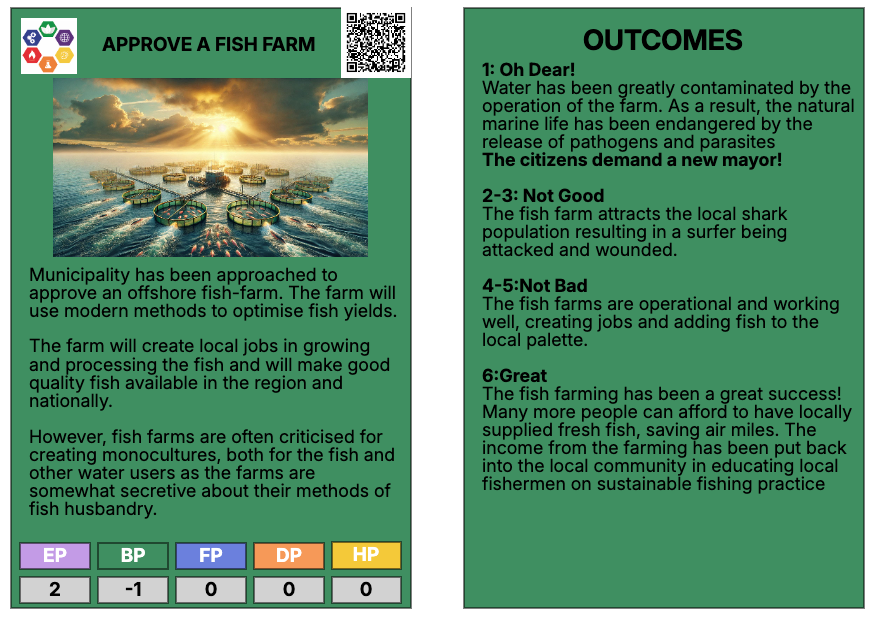 APPROVE A FISH FARM
Municipality has been approached to
approve an offshore fish-farm. The farm will
use modern methods to optimise fish yields.
The farm will create local jobs in growing
and processing the fish and will make good
quality fish available in the region and
nationally.
However, fish farms are often criticised for
creating monocultures, both for the fish and
other water users as the farms are
somewhat secretive about their methods of
fish husbandry.
EP BP FP DP HP
2 -1 0 0 0
OUTCOMES
1: Oh Dear!
Water has been greatly contaminated by the
operation of the farm. As a result, the natural
marine life has been endangered by the
release of pathogens and parasites
The citizens demand a new mayor!
2-3: Not Good
The fish farm attracts the local shark
population resulting in a surfer being
attacked and wounded.
4-5:Not Bad
The fish farms are operational and working
well, creating jobs and adding fish to the
local palette.
6:Great
The fish farming has been a great success!
Many more people can afford to have locally
supplied fresh fish, saving air miles. The
income from the farming has been put back
into the local community in educating local
fishermen on sustainable fishing practice